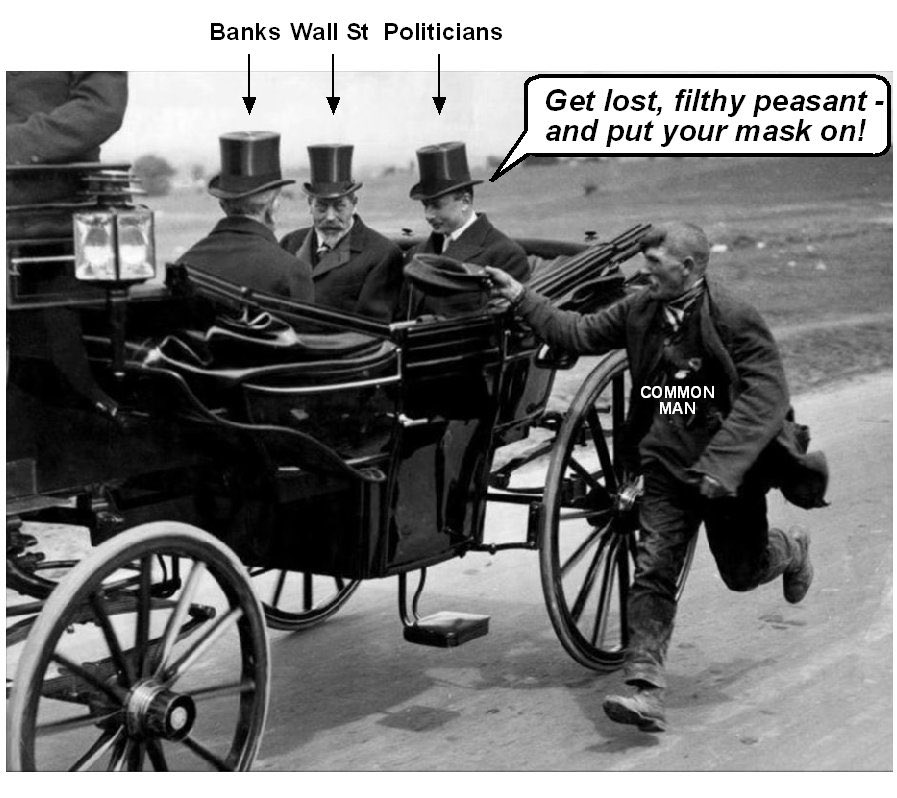 Banks Wall St Politicians
Get lost, filthy peasant -
and put your mask on!
COMMON
MAN